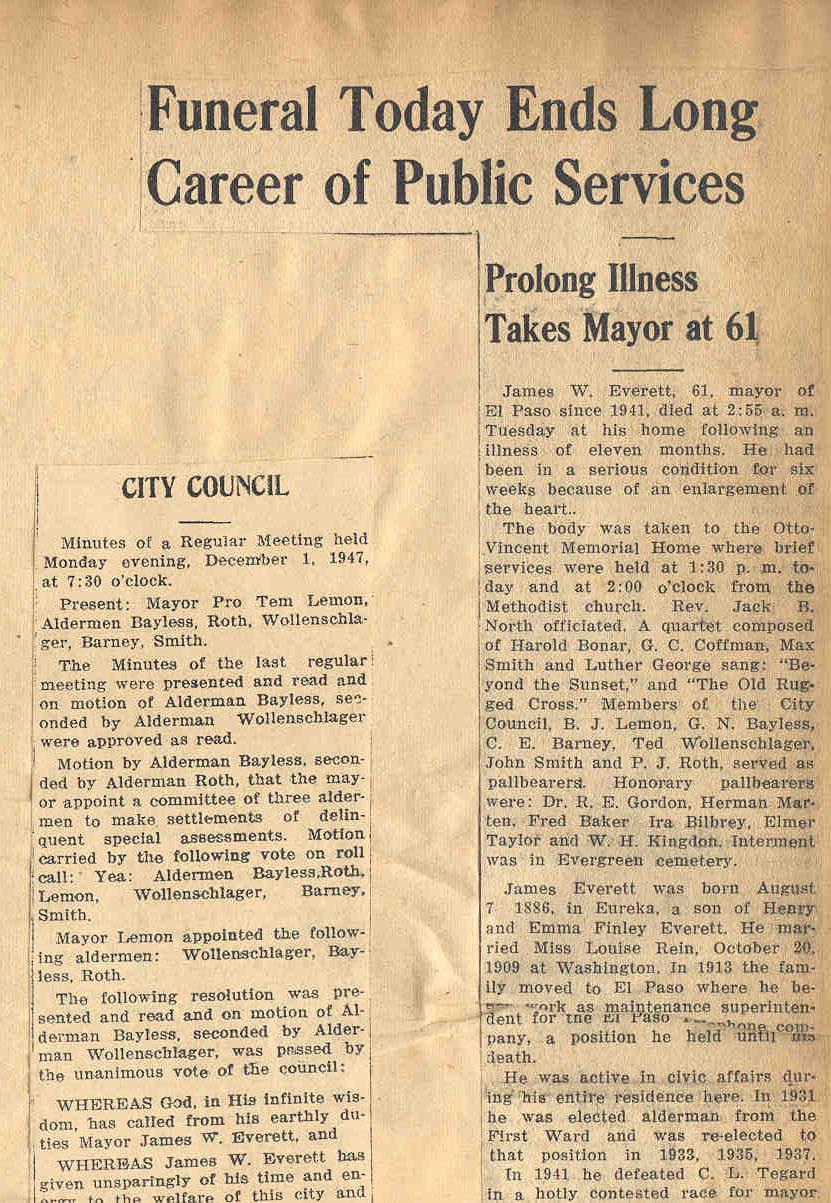 Funeral Today Ends Long
Career of Public Services
Prolong Illness
Takes Mayor at 61
James W. Everett, 61, mayor of
El Paso since 1941, died at 2:55 a. m.
Tuesday at his home following an
illness of eleven months. He had
been in a serious condition for six
weeks because of an enlargement of
the heart..
The body was taken to the Otto-
Vincent Memorial Home where brief
services were held at 1:30 p. m. to-
day and at 2:00 o'clock from the
Methodist church. Rev. Jack B.
North officiated. A quartet composed
of Harold Bonar, G. C. Coffman, Max
Smith and Luther George sang: "Be-
yond the Sunset," and "The Old Rug-
ged Cross." Members of the City
Council, B. J. Lemon, G. N. Bayless,
C. E. Barney, Ted Wollenschlager,
John Smith and P. J. Roth, served as
pallbearers. Honorary pallbearers
were: Dr. R. E. Gordon, Herman Mar-
ten, Fred Baker Ira Bilbrey, Elmer
Taylor and W. H. Kingdon. Interment
was in Evergreen cemetery.
James Everett was born August
7 1886, in Eureka, a son of Henry
and Emma Finley Everett. He mar-
ried Miss Louise Rein, October 20,
1909 at Washington. In 1913 the fam-
ily moved to El Paso where he be-
work as maintenance superinten-
dent for the El Paso com-
pany, a position he held until his
death.
He was active in civic affairs dur-
ing his entire residence here. In 1931
he was elected alderman from the
First Ward and was re-elected to
that position in 1933, 1935, 1937.
In 1941 he defeated C. L. Tegard
in a hotly contested race for mayor
CITY COUNCIL
Minutes of a Regular Meeting held
Monday evening, December 1, 1947,
at 7:30 o'clock.
Present: Mayor Pro Tem Lemon,
Aldermen Bayless, Roth, Wollenschla-
ger, Barney, Smith.
The Minutes of the last regular
meeting were presented and read and
on motion of Alderman Bayless, sec-
onded by Alderman Wollenschlager
were approved as read.
Motion by Alderman Bayless, secon-
ded by Alderman Roth, that the may-
or appoint a committee of three alder-
men to make settlements of delin-
quent special assessments. Motion
carried by the following vote on roll
call: Yea: Aldermen Bayless,Roth,
Lemon, Wollenschlager, Barney,
Smith.
Mayor Lemon appointed the follow-
ing aldermen: Wollenschlager, Bay-
less, Roth.
The following resolution was pre-
sented and read and on motion of Al-
derman Bayless, seconded by Alder-
man Wollenschlager, was passed by
the unanimous vote of the council:
WHEREAS God, in His infinite wis-
dom, has called from his earthly du-
ties Mayor James W. Everett, and
WHEREAS James W. Everett has
given unsparingly of his time and en-
ergy to the welfare of this city and